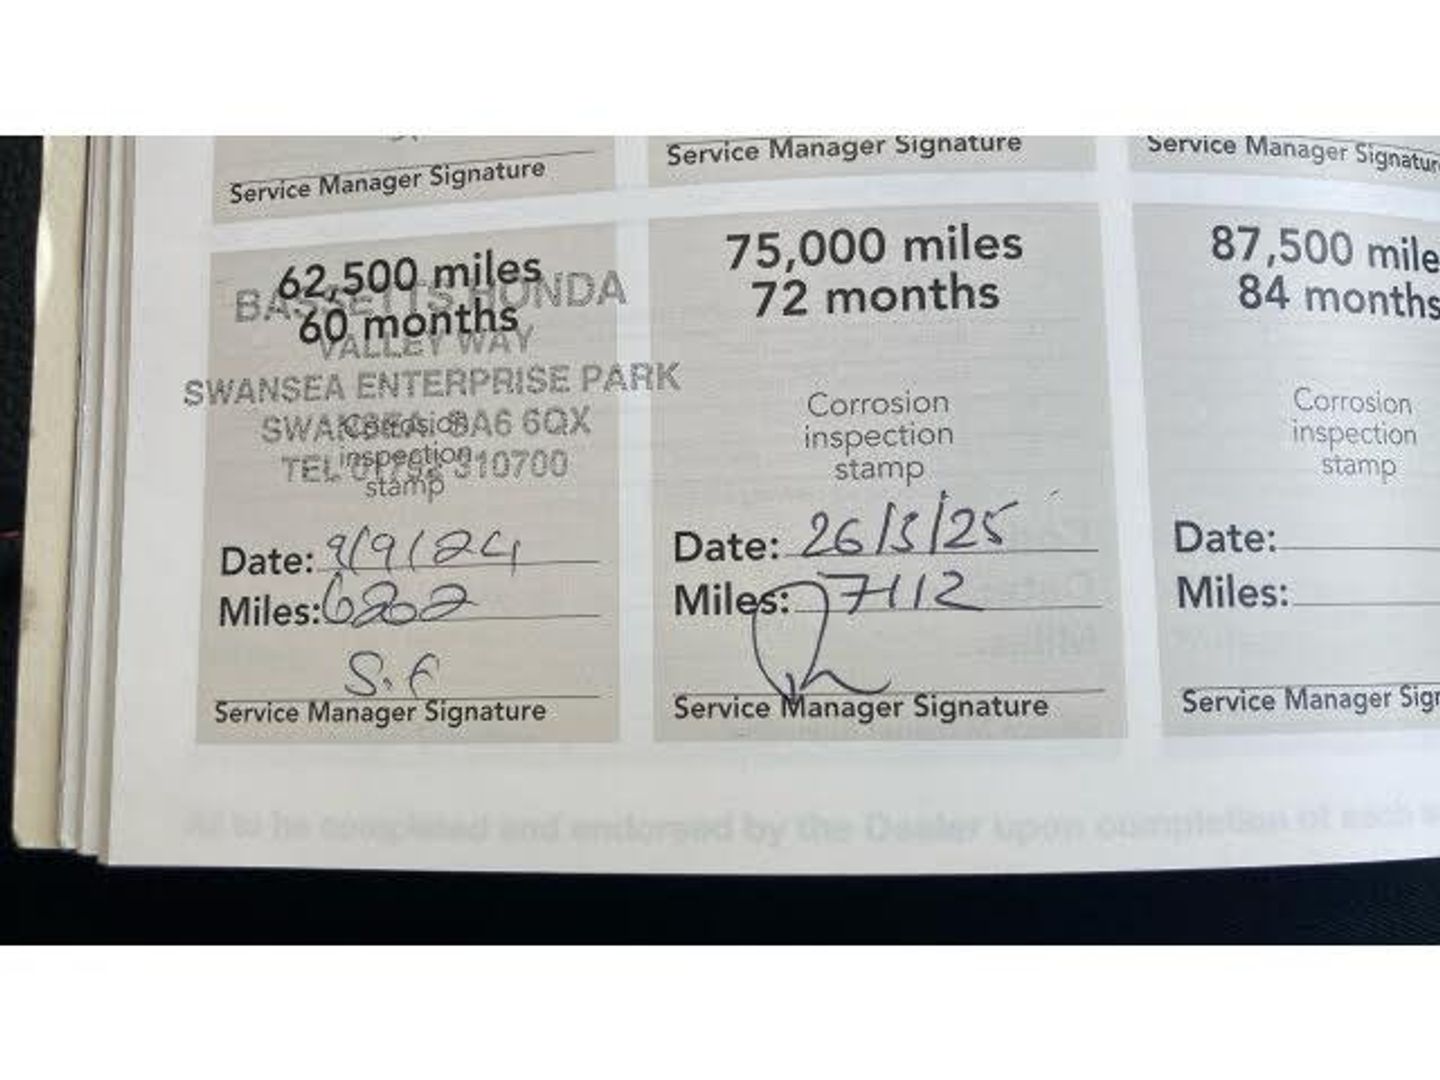 Service Manager Signature
Service Manager Signature
Service Manager Signatur
62,500 miles
60 months
BASSETTS HONDA
VALLEY WAY
SWANSEA ENTERPRISE PARK
SWANSEA SA6 6QX
TEL 01792 310700
Corrosion
inspection
stamp
Date: 9/9/24
Miles: 6202
S.F
Service Manager Signature
75,000 miles
72 months
Corrosion
inspection
stamp
Date: 26/3/25
Miles: 7112
Service Manager Signature
87,500 mile
84 months
Corrosion
inspection
stamp
Date:
Miles:
Service Manager Sig